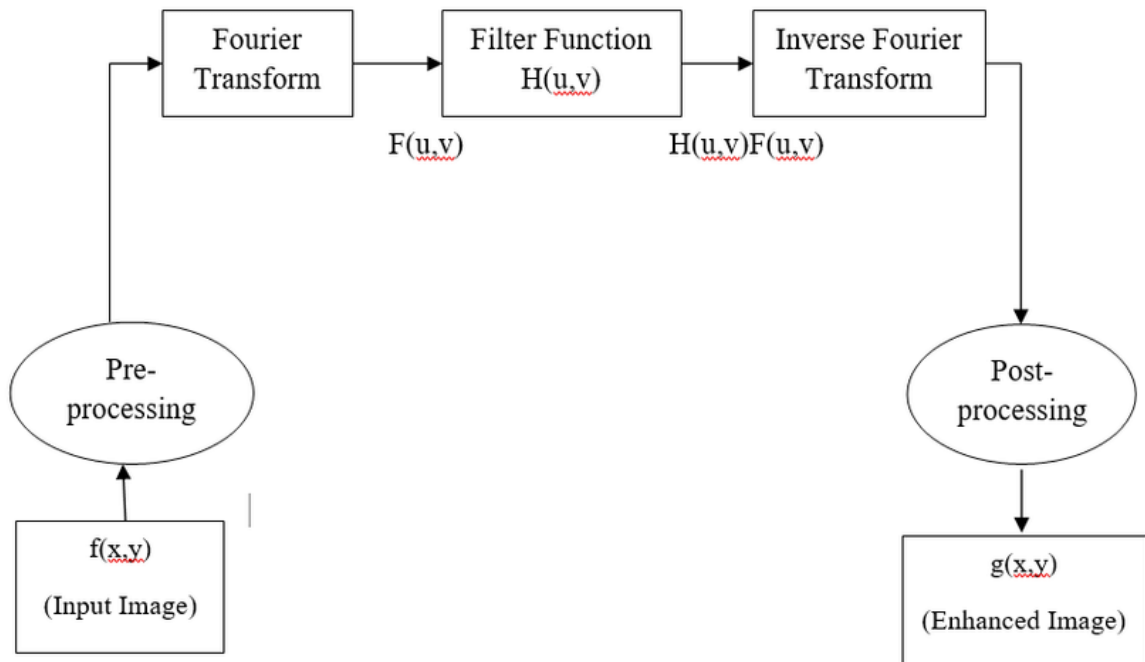 Fourier
Transform
Filter Function
H(u,v)
Inverse Fourier
Transform
F(u,v)
H(u,v)F(u,v)
Pre-
processing
Post-
processing
f(x,y)
(Input Image)
g(x,y)
(Enhanced Image)